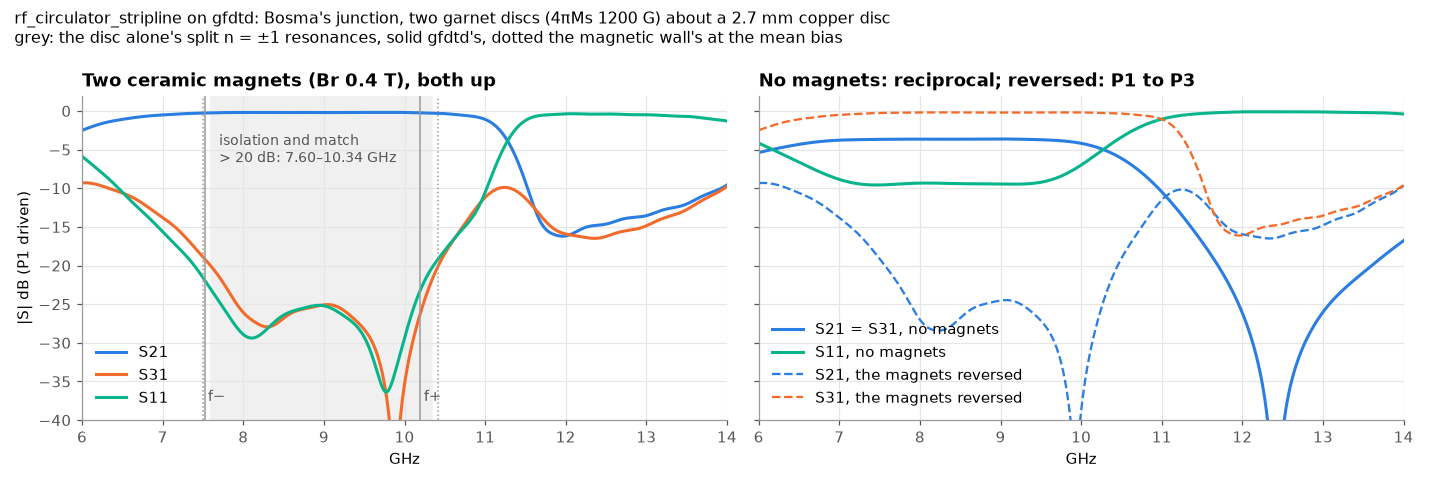 rf_circulator_stripline on gfdtd: Bosma's junction, two garnet discs (4πMs 1200 G) about a 2.7 mm copper disc
grey: the disc alone's split n = ±1 resonances, solid gfdtd's, dotted the magnetic wall's at the mean bias
Two ceramic magnets (Br 0.4 T), both up
|S| dB (P1 driven)
0
−5
−10
−15
−20
−25
−30
−35
−40
isolation and match
> 20 dB: 7.60–10.34 GHz
S21
S31
S11
f−
f+
6
7
8
9
10
11
12
13
14
GHz
No magnets: reciprocal; reversed: P1 to P3
S21 = S31, no magnets
S11, no magnets
S21, the magnets reversed
S31, the magnets reversed
6
7
8
9
10
11
12
13
14
GHz